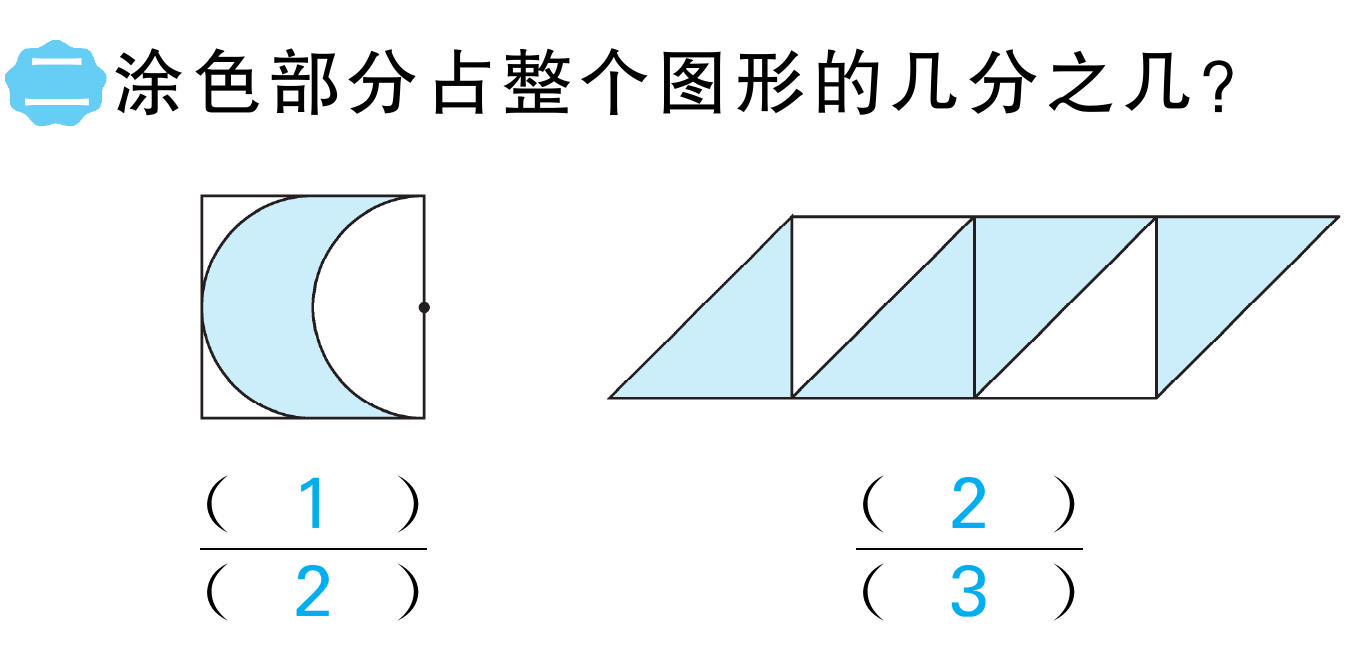 二 涂色部分占整个图形的几分之几?
( 1 ) ( 2 )
( 2 ) ( 3 )